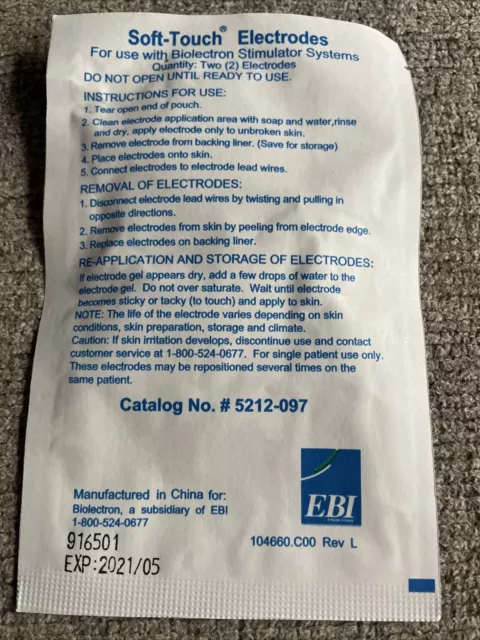 Soft-Touch® Electrodes
For use with Biolectron Stimulator Systems
Quantity: Two (2) Electrodes
DO NOT OPEN UNTIL READY TO USE.
INSTRUCTIONS FOR USE:
1. Tear open end of pouch.
2. Clean electrode application area with soap and water,rinse
and dry, apply electrode only to unbroken skin.
3. Remove electrode from backing liner. (Save for storage)
4. Place electrodes onto skin.
5. Connect electrodes to electrode lead wires.
REMOVAL OF ELECTRODES:
1. Disconnect electrode lead wires by twisting and pulling in
opposite directions.
2. Remove electrodes from skin by peeling from electrode edge.
3. Replace electrodes on backing liner.
RE-APPLICATION AND STORAGE OF ELECTRODES:
If electrode gel appears dry, add a few drops of water to the
electrode gel. Do not over saturate. Wait until electrode
becomes sticky or tacky (to touch) and apply to skin.
NOTE: The life of the electrode varies depending on skin
conditions, skin preparation, storage and climate.
Caution: If skin irritation develops, discontinue use and contact
customer service at 1-800-524-0677. For single patient use only.
These electrodes may be repositioned several times on the
same patient.
Catalog No. # 5212-097
EBI
Manufactured in China for:
Biolectron, a subsidiary of EBI
1-800-524-0677
104660.C00 Rev L
916501
EXP:2021/05